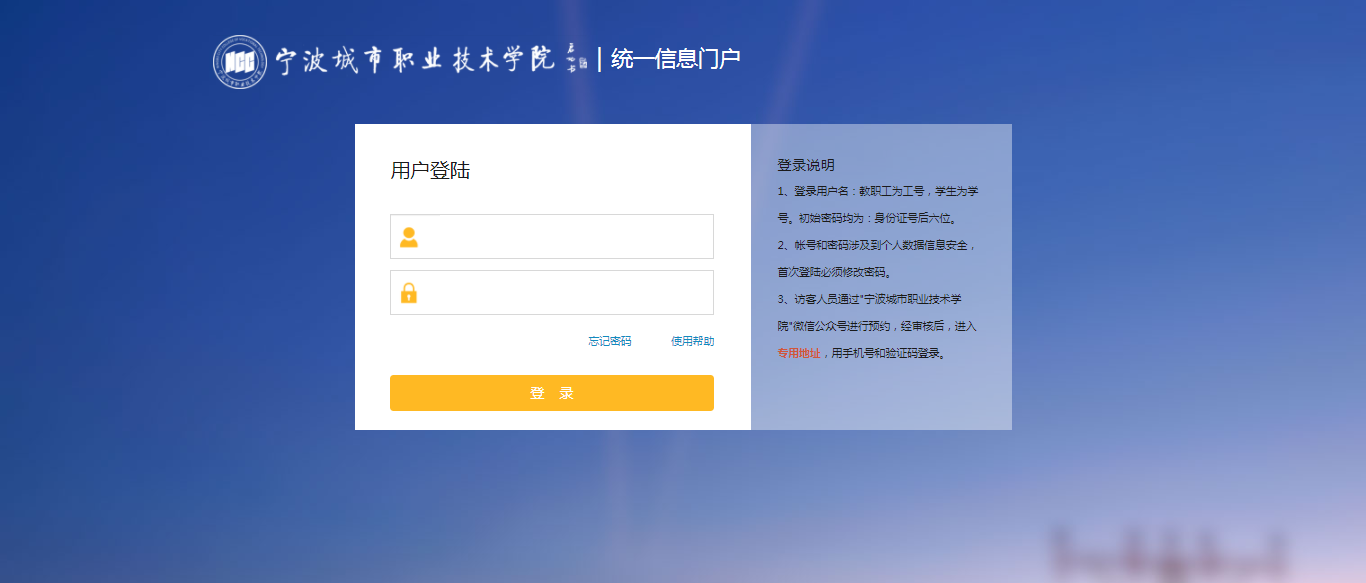 宁波城市职业技术学院 | 统一信息门户
用户登陆
忘记密码 使用帮助
登 录
登录说明
1、登录用户名：教职工为工号，学生为学
号。初始密码均为：身份证号后六位。
2、帐号和密码涉及到个人数据信息安全，
首次登陆必须修改密码。
3、访客人员通过"宁波城市职业技术学
院"微信公众号进行预约，经审核后，进入
专用地址，用手机号和验证码登录。